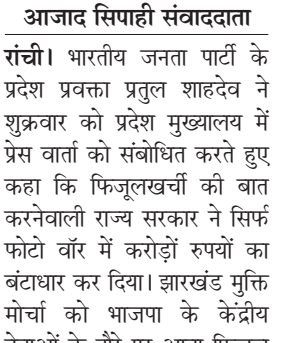 आजाद सिपाही संवाददाता
रांची। भारतीय जनता पार्टी के
प्रदेश प्रवक्ता प्रतुल शाहदेव ने
शुक्रवार को प्रदेश मुख्यालय में
प्रेस वार्ता को संबोधित करते हुए
कहा कि फिजूलखर्ची की बात
करनेवाली राज्य सरकार ने सिर्फ
फोटो वॉर में करोड़ों रुपयों का
बंटाधार कर दिया। झारखंड मुक्ति
मोर्चा को भाजपा के केंद्रीय